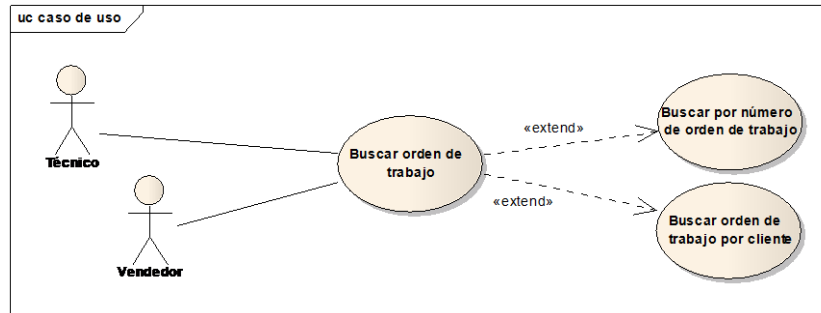 uc caso de uso
Técnico
Vendedor
Buscar orden de
trabajo
«extend»
«extend»
Buscar por número
de orden de trabajo
Buscar orden de
trabajo por cliente